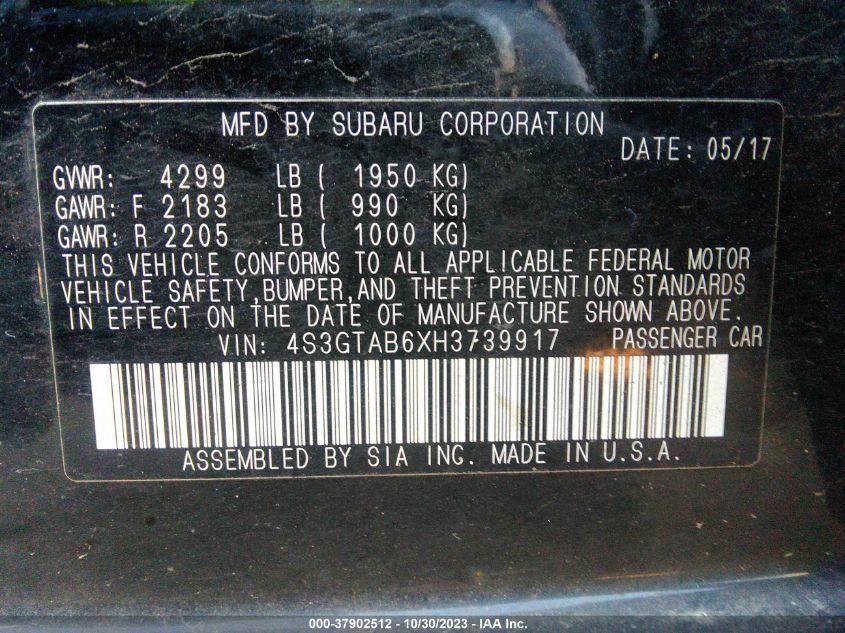 MFD BY SUBARU CORPORATION
DATE: 05/17
GVWR: 4299 LB ( 1950 KG)
GAWR: F 2183 LB ( 990 KG)
GAWR: R 2205 LB ( 1000 KG)
THIS VEHICLE CONFORMS TO ALL APPLICABLE FEDERAL MOTOR
VEHICLE SAFETY,BUMPER,AND THEFT PREVENTION STANDARDS
IN EFFECT ON THE DATE OF MANUFACTURE SHOWN ABOVE.
VIN: 4S3GTAB6XH3739917 PASSENGER CAR
ASSEMBLED BY SIA INC. MADE IN U.S.A.
000-37902512 - 10/30/2023 - IAA Inc.